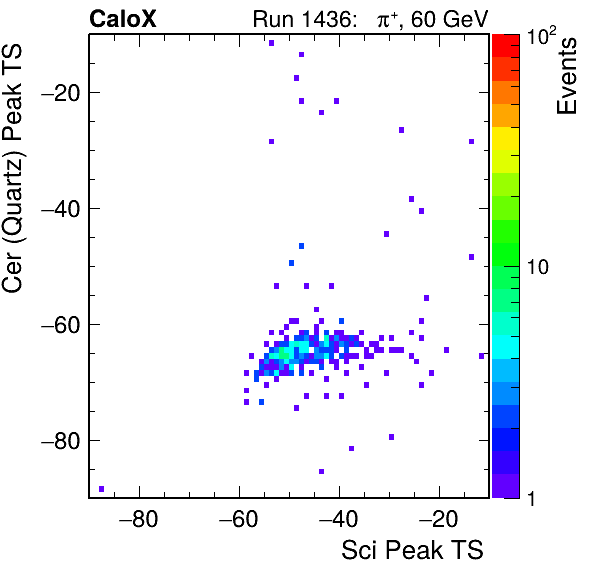 CaloX Run 1436: π⁺, 60 GeV
Cer (Quartz) Peak TS
−20
−40
−60
−80
−80 −60 −40 −20
Sci Peak TS
10²
10
1
Events